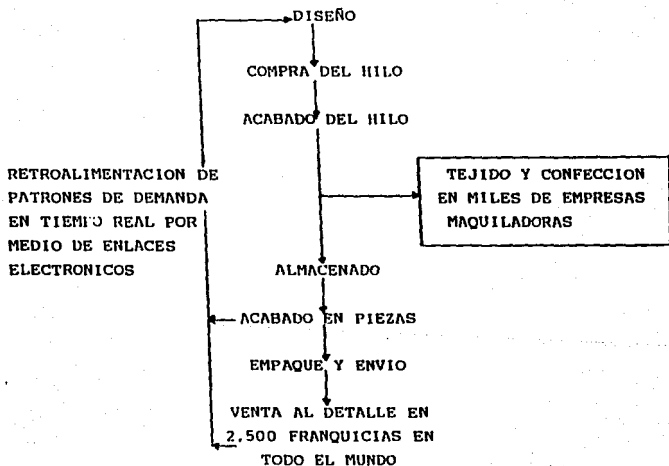 DISEÑO
COMPRA DEL HILO
ACABADO DEL HILO
RETROALIMENTACION DE
PATRONES DE DEMANDA
EN TIEMPO REAL POR
MEDIO DE ENLACES
ELECTRONICOS
TEJIDO Y CONFECCION
EN MILES DE EMPRESAS
MAQUILADORAS
ALMACENADO
ACABADO EN PIEZAS
EMPAQUE Y ENVIO
VENTA AL DETALLE EN
2,500 FRANQUICIAS EN
TODO EL MUNDO